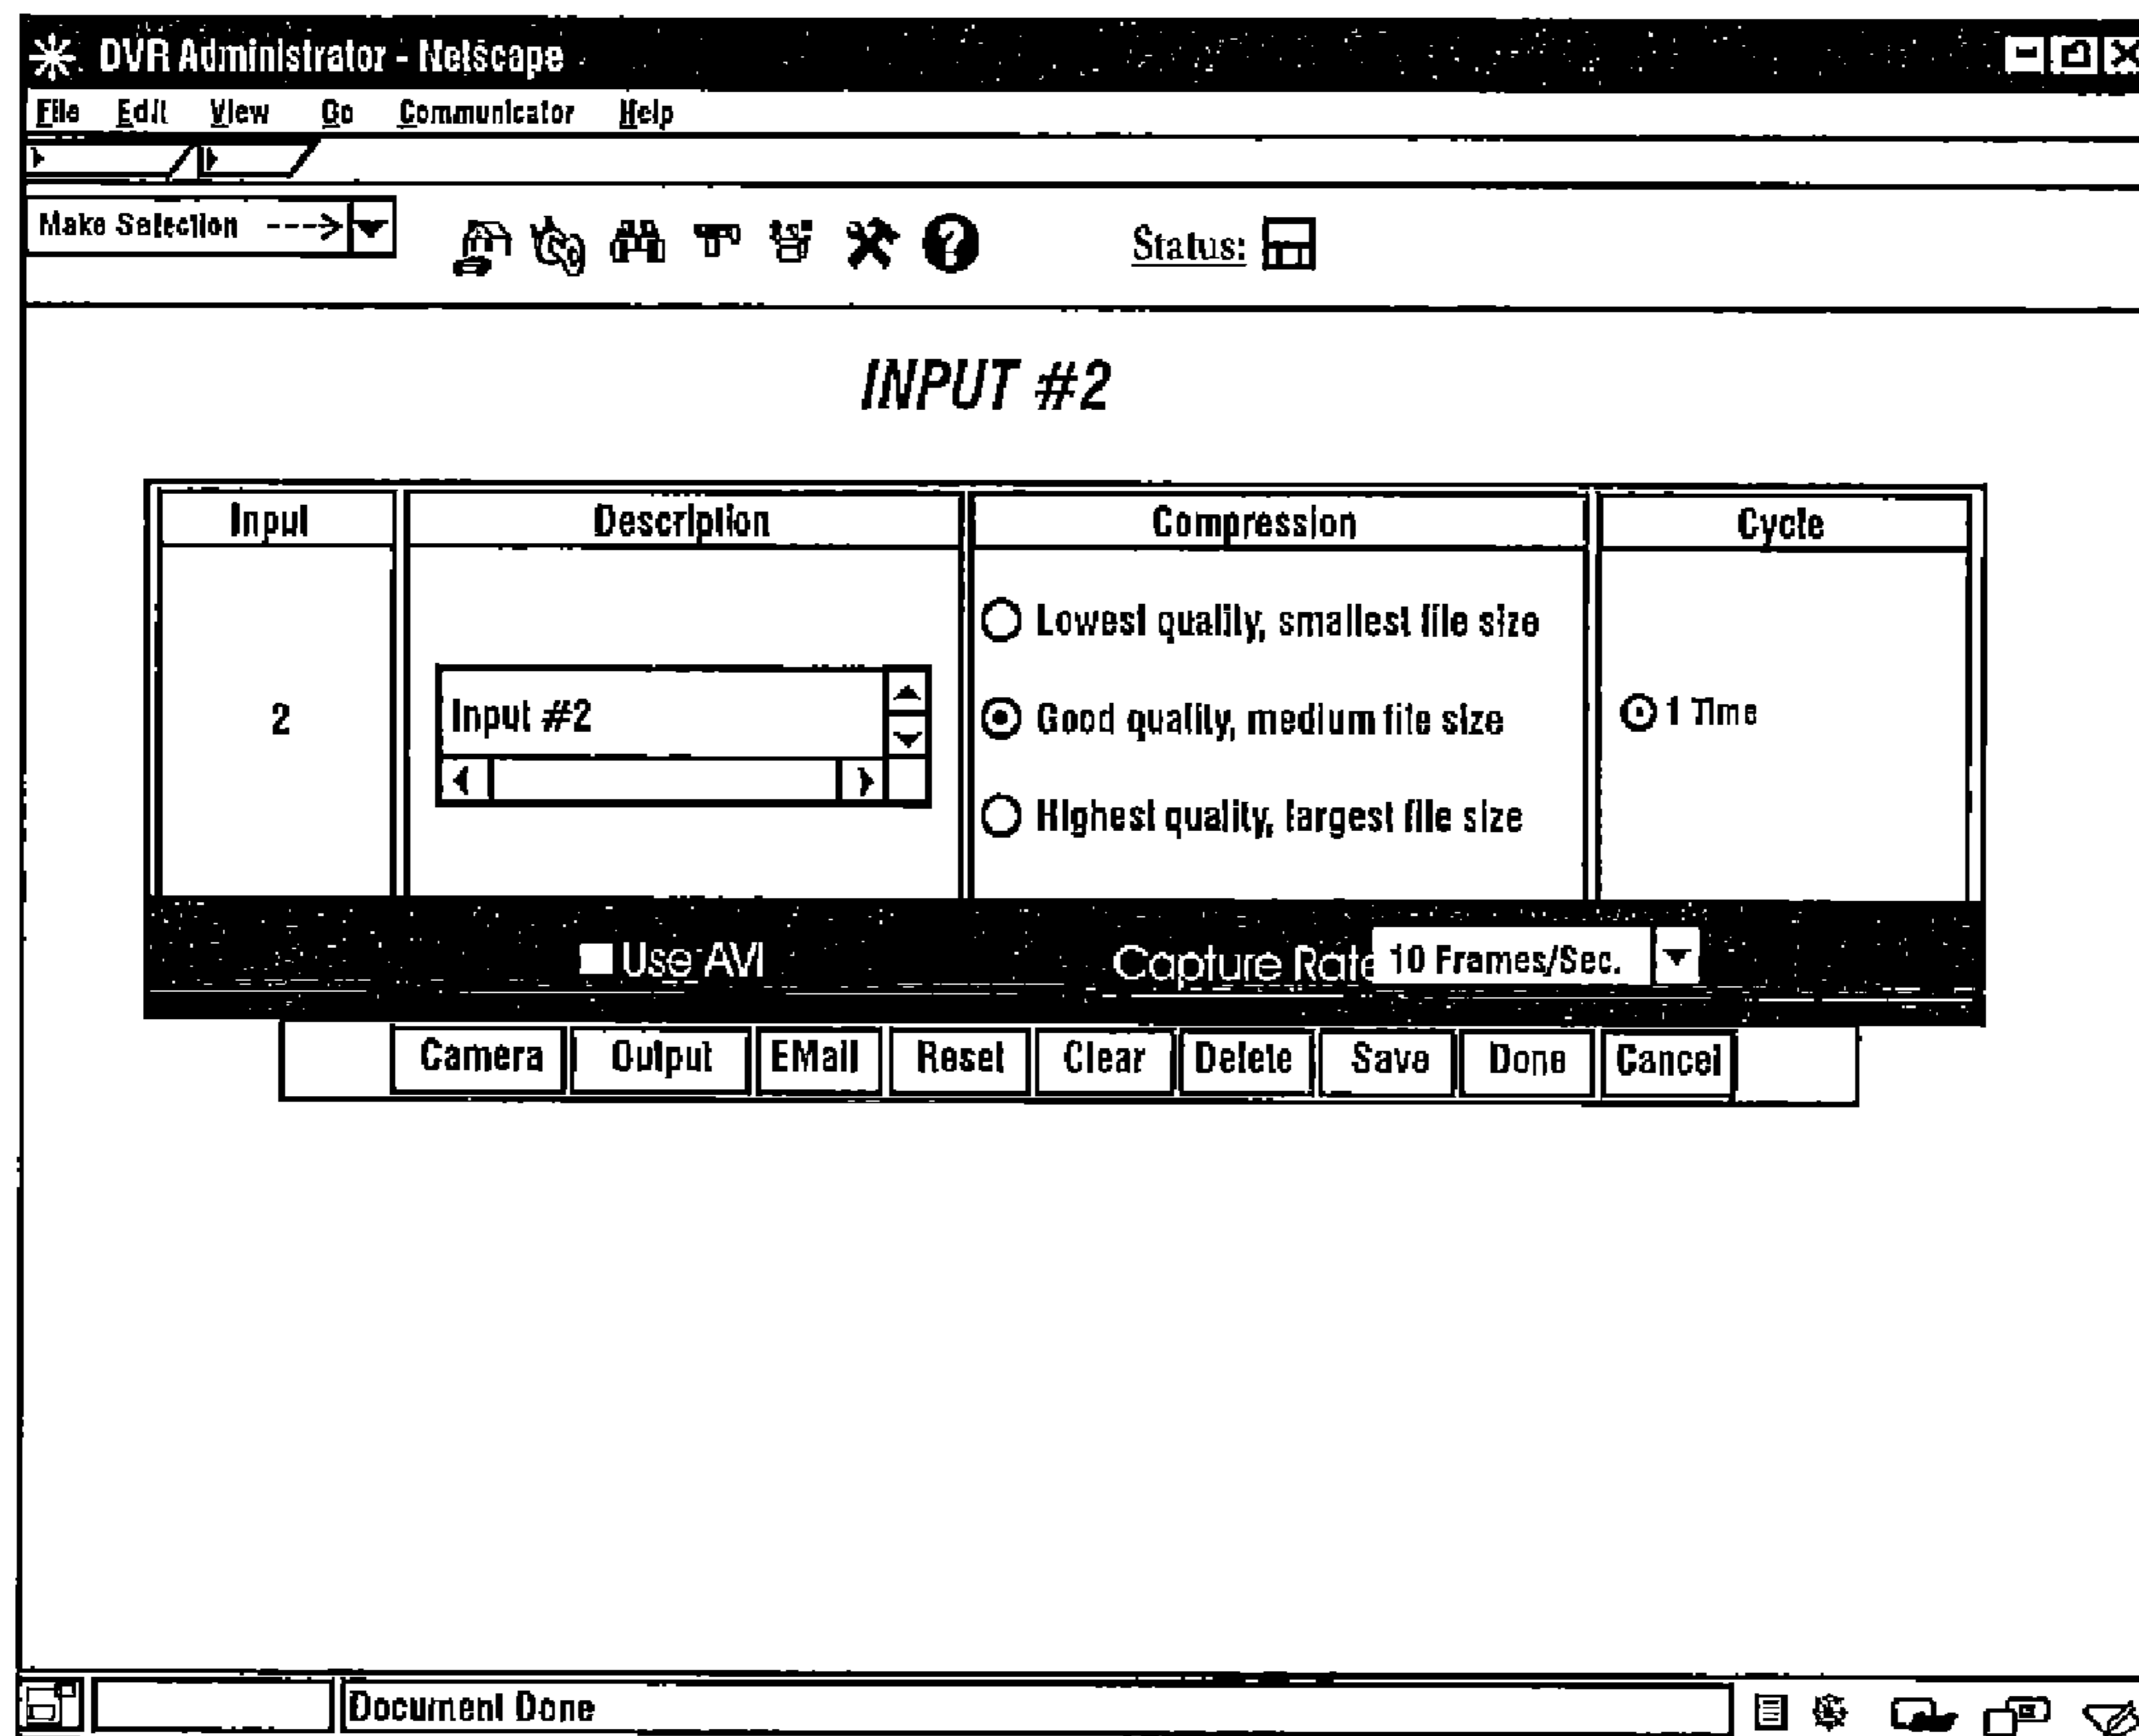 DVR Administrator - Netscape
File Edit View Go Communicator Help
Make Selection ---> Status:
INPUT #2
Input Description Compression Cycle
Lowest quality, smallest file size
2 Input #2 Good quality, medium file size 1 Time
Highest quality, largest file size
Use AVI Capture Rate 10 Frames/Sec.
Camera Output EMail Reset Clear Delete Save Done Cancel
Document Done